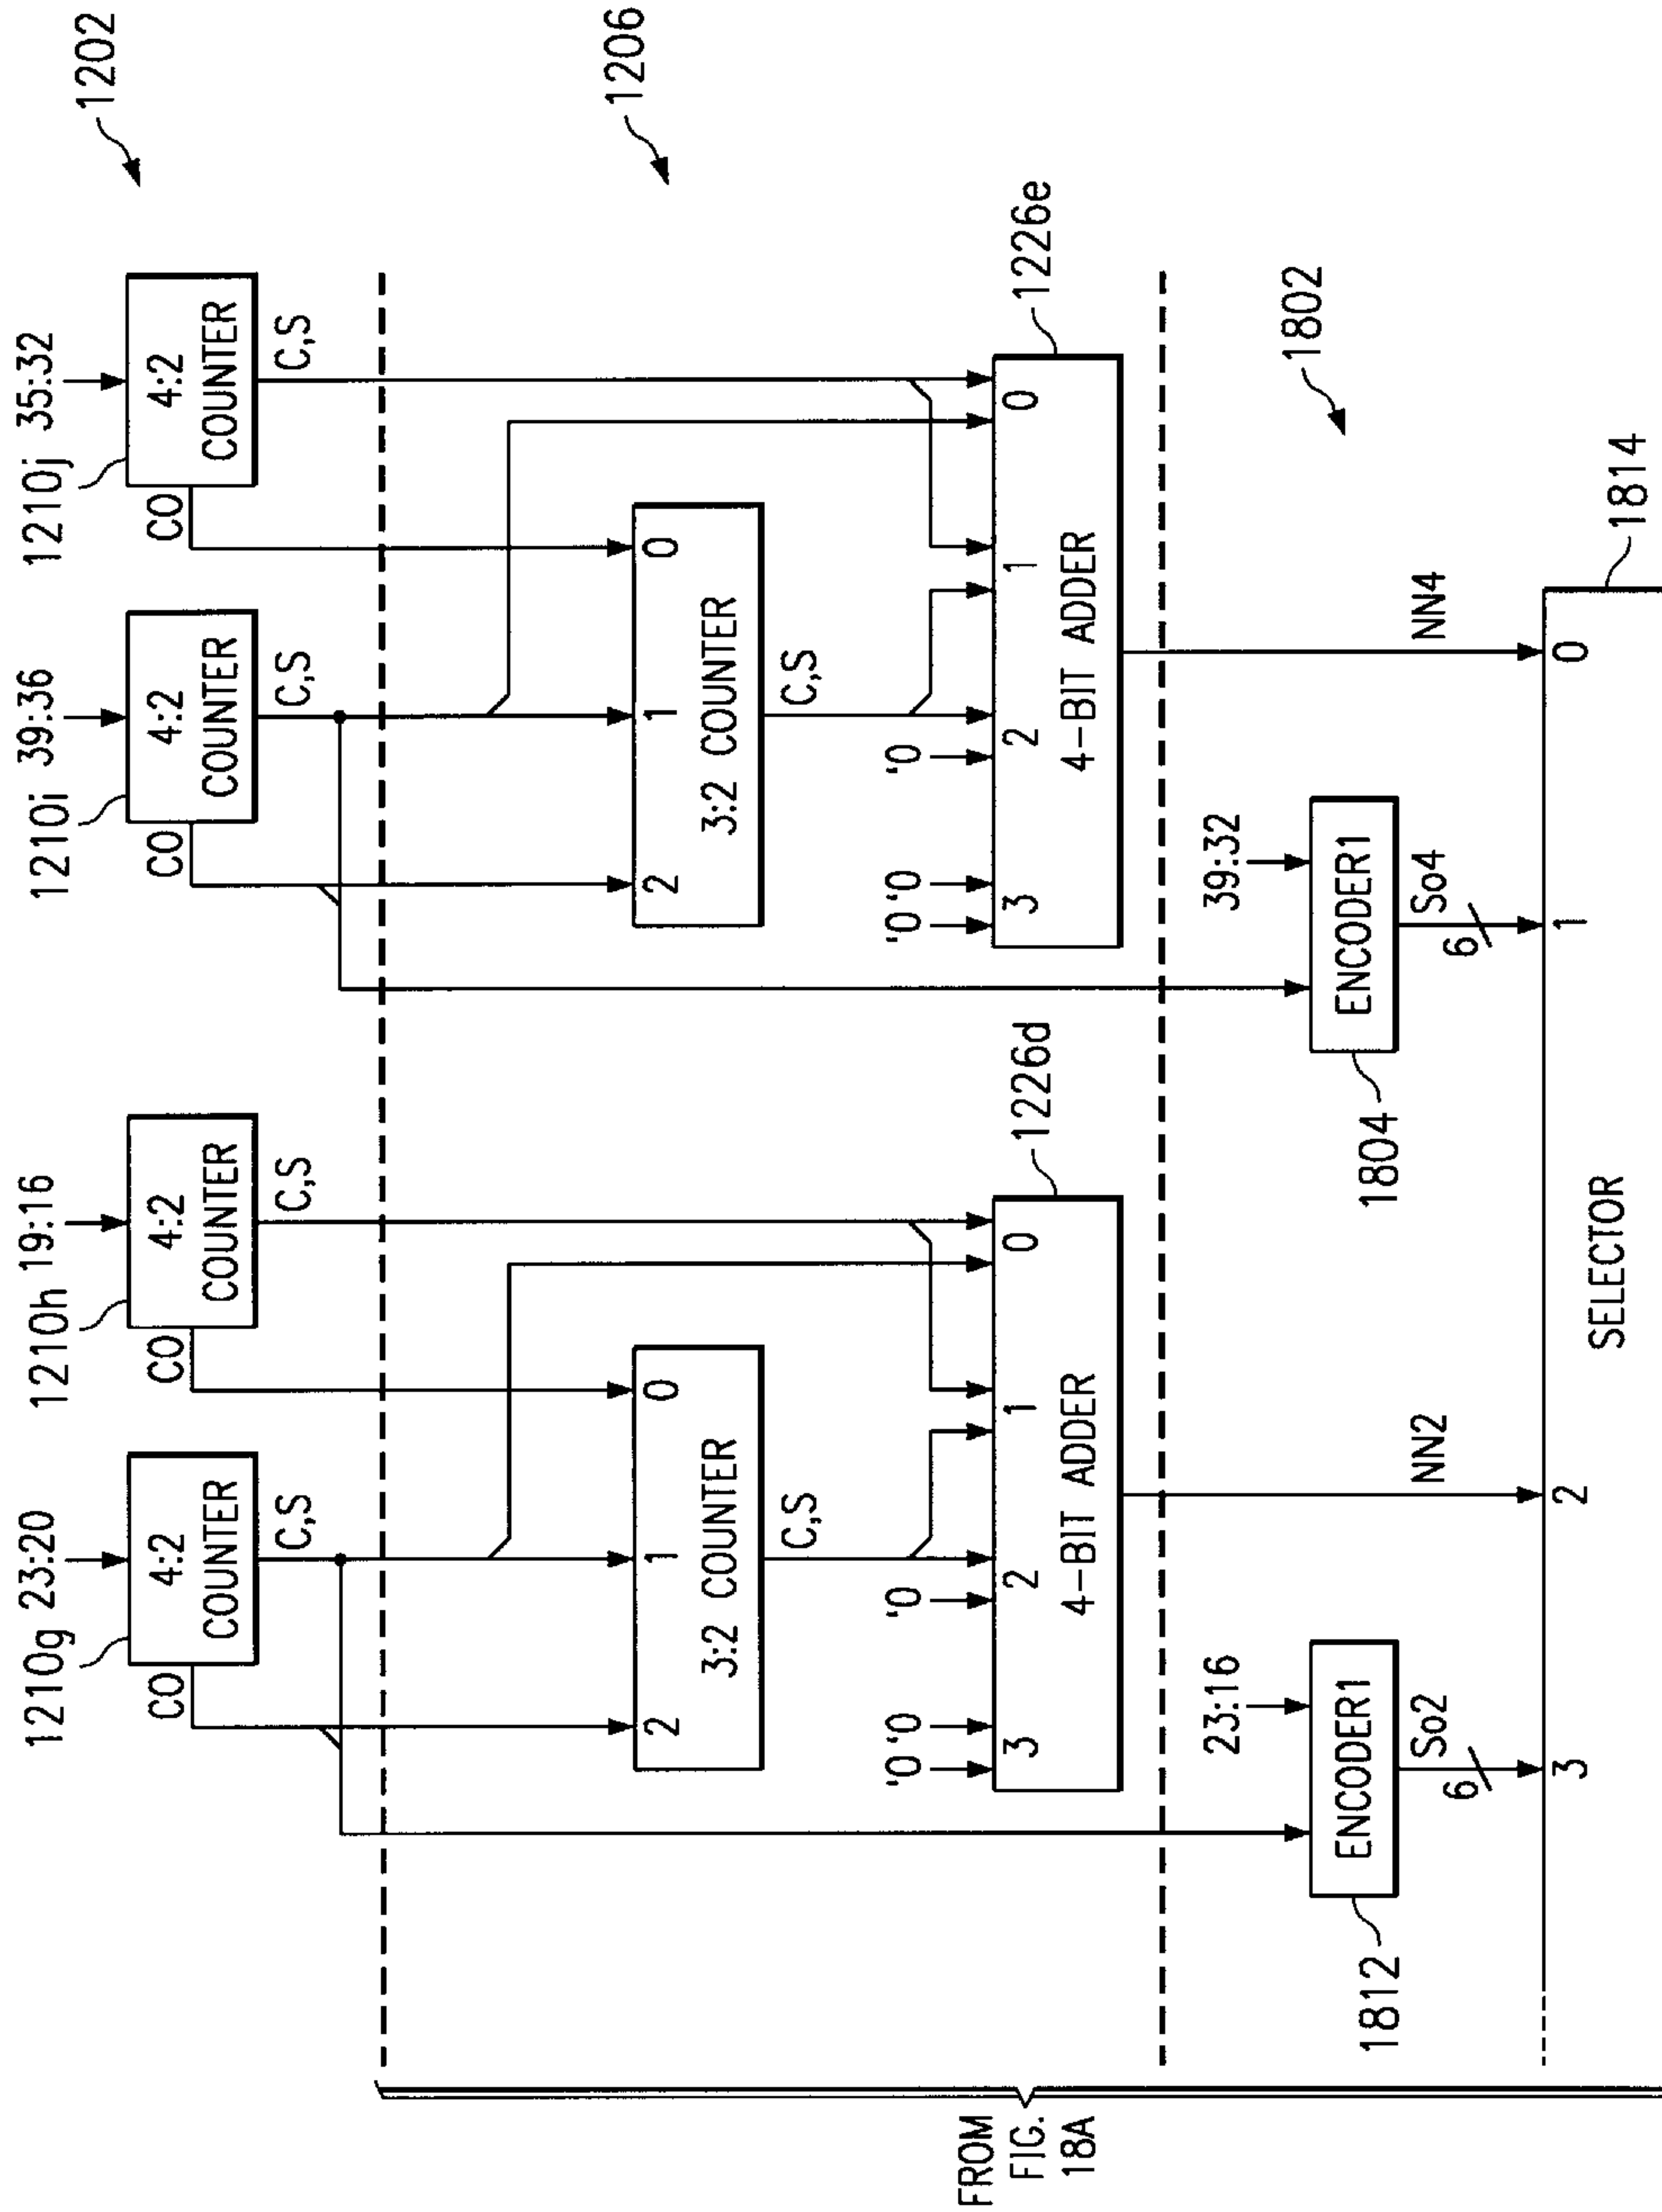 1202
1210g 23:20
1210h 19:16
1210i 39:36
1210j 35:32
CO
4:2
COUNTER
CO
4:2
COUNTER
CO
4:2
COUNTER
CO
4:2
COUNTER
C,S
C,S
C,S
C,S
1206
2
1
0
3:2 COUNTER
2
1
0
3:2 COUNTER
C,S
C,S
'0, '0,
'0,
'0, '0,
'0,
3
2
1
0
4-BIT ADDER
1226d
3
2
1
0
4-BIT ADDER
1226e
1802
23:16
39:32
ENCODER1
1812
ENCODER1
1804
6
So2
NN2
6
So4
NN4
3
2
1
0
SELECTOR
1814
FROM
FIG.
18A